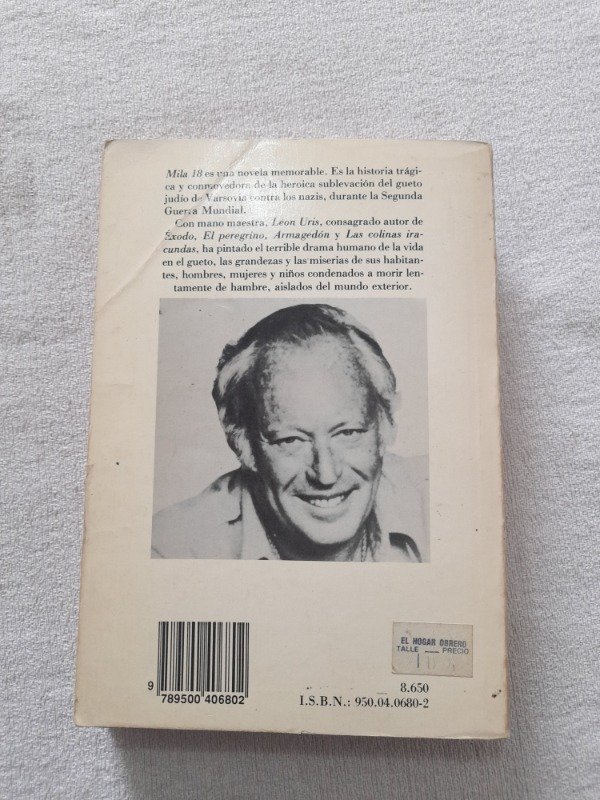 Mila 18 es una novela memorable. Es la historia trági-
ca y conmovedora de la heroica sublevación del gueto
judío de Varsovia contra los nazis, durante la Segunda
Guerra Mundial.
Con mano maestra, Leon Uris, consagrado autor de
Éxodo, El peregrino, Armagedón y Las colinas ira-
cundas, ha pintado el terrible drama humano de la vida
en el gueto, las grandezas y las miserias de sus habitan-
tes, hombres, mujeres y niños condenados a morir len-
tamente de hambre, aislados del mundo exterior.
EL HOGAR OBRERO
TALLE — PRECIO
9 789500 406802
8.650
I.S.B.N.: 950.04.0680-2